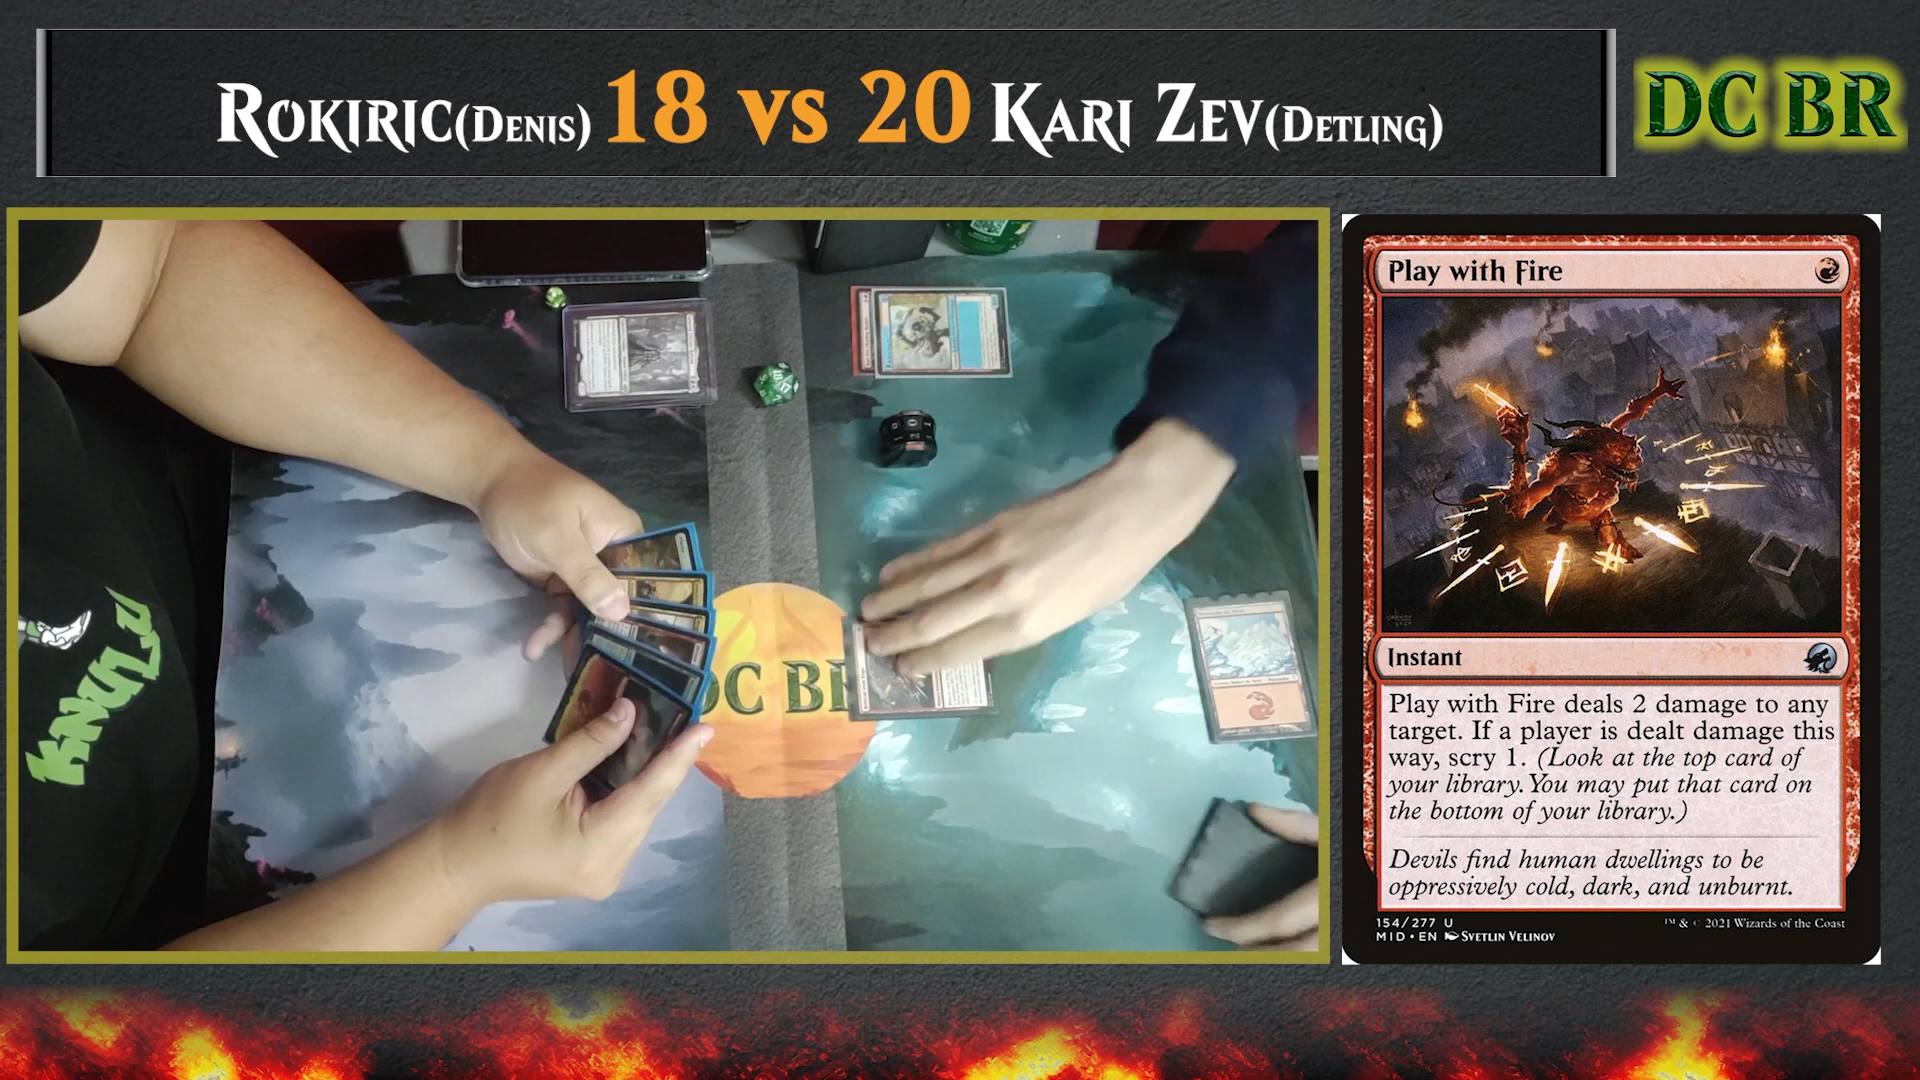 Rokiric(Denis) 18 vs 20 Kari Zev(Detling)
DC BR
Play with Fire
Instant
Play with Fire deals 2 damage to any
target. If a player is dealt damage this
way, scry 1. (Look at the top card of
your library. You may put that card on
the bottom of your library.)
Devils find human dwellings to be
oppressively cold, dark, and unburnt.
154/277 U
MID • EN Svetlin Velinov
™ & © 2021 Wizards of the Coast
DC BR